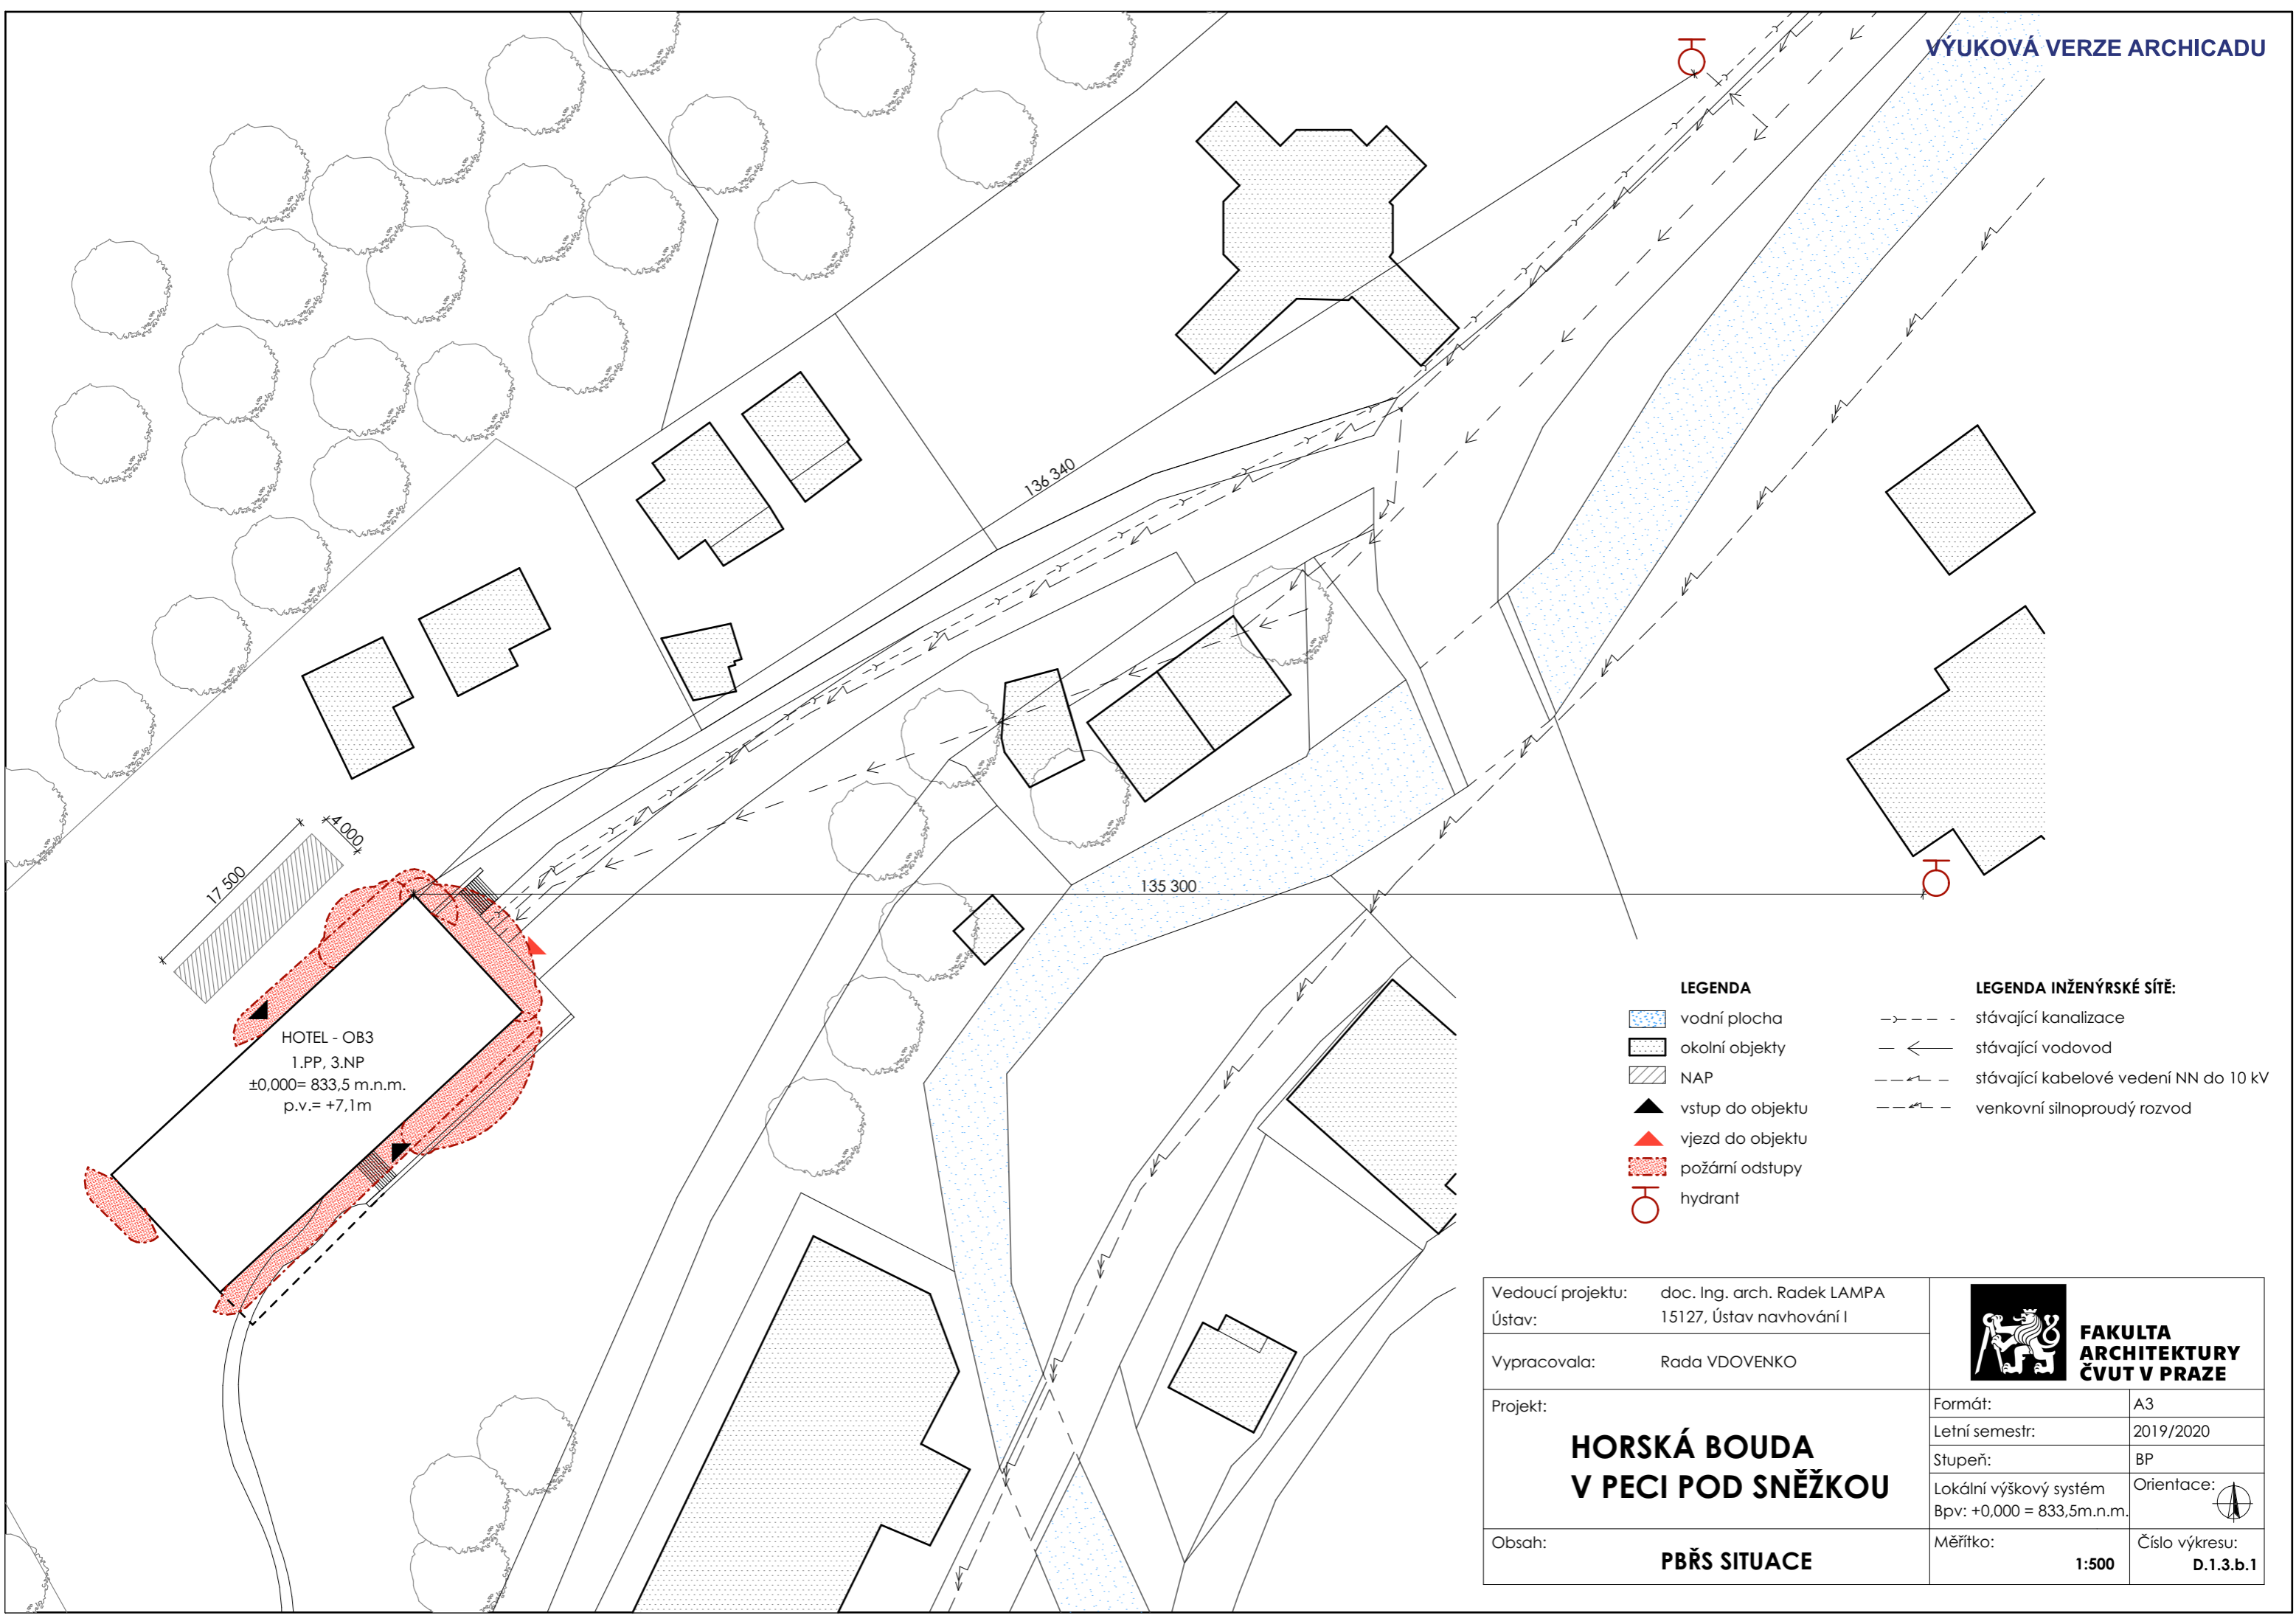 VÝUKOVÁ VERZE ARCHICADU
136 340
17 500
4 000
135 300
HOTEL - OB3
1.PP, 3.NP
±0,000= 833,5 m.n.m.
p.v.= +7,1m
LEGENDA
vodní plocha
okolní objekty
NAP
vstup do objektu
vjezd do objektu
požární odstupy
hydrant
LEGENDA INŽENÝRSKÉ SÍTĚ:
stávající kanalizace
stávající vodovod
stávající kabelové vedení NN do 10 kV
venkovní silnoproudý rozvod
Vedoucí projektu: doc. Ing. arch. Radek LAMPA
Ústav: 15127, Ústav navhování I
Vypracovala: Rada VDOVENKO
FAKULTA
ARCHITEKTURY
ČVUT V PRAZE
Projekt:
HORSKÁ BOUDA
V PECI POD SNĚŽKOU
Formát: A3
Letní semestr: 2019/2020
Stupeň: BP
Lokální výškový systém
Bpv: +0,000 = 833,5m.n.m.
Orientace:
Obsah:
PBŘS SITUACE
Měřítko:
1:500
Číslo výkresu:
D.1.3.b.1